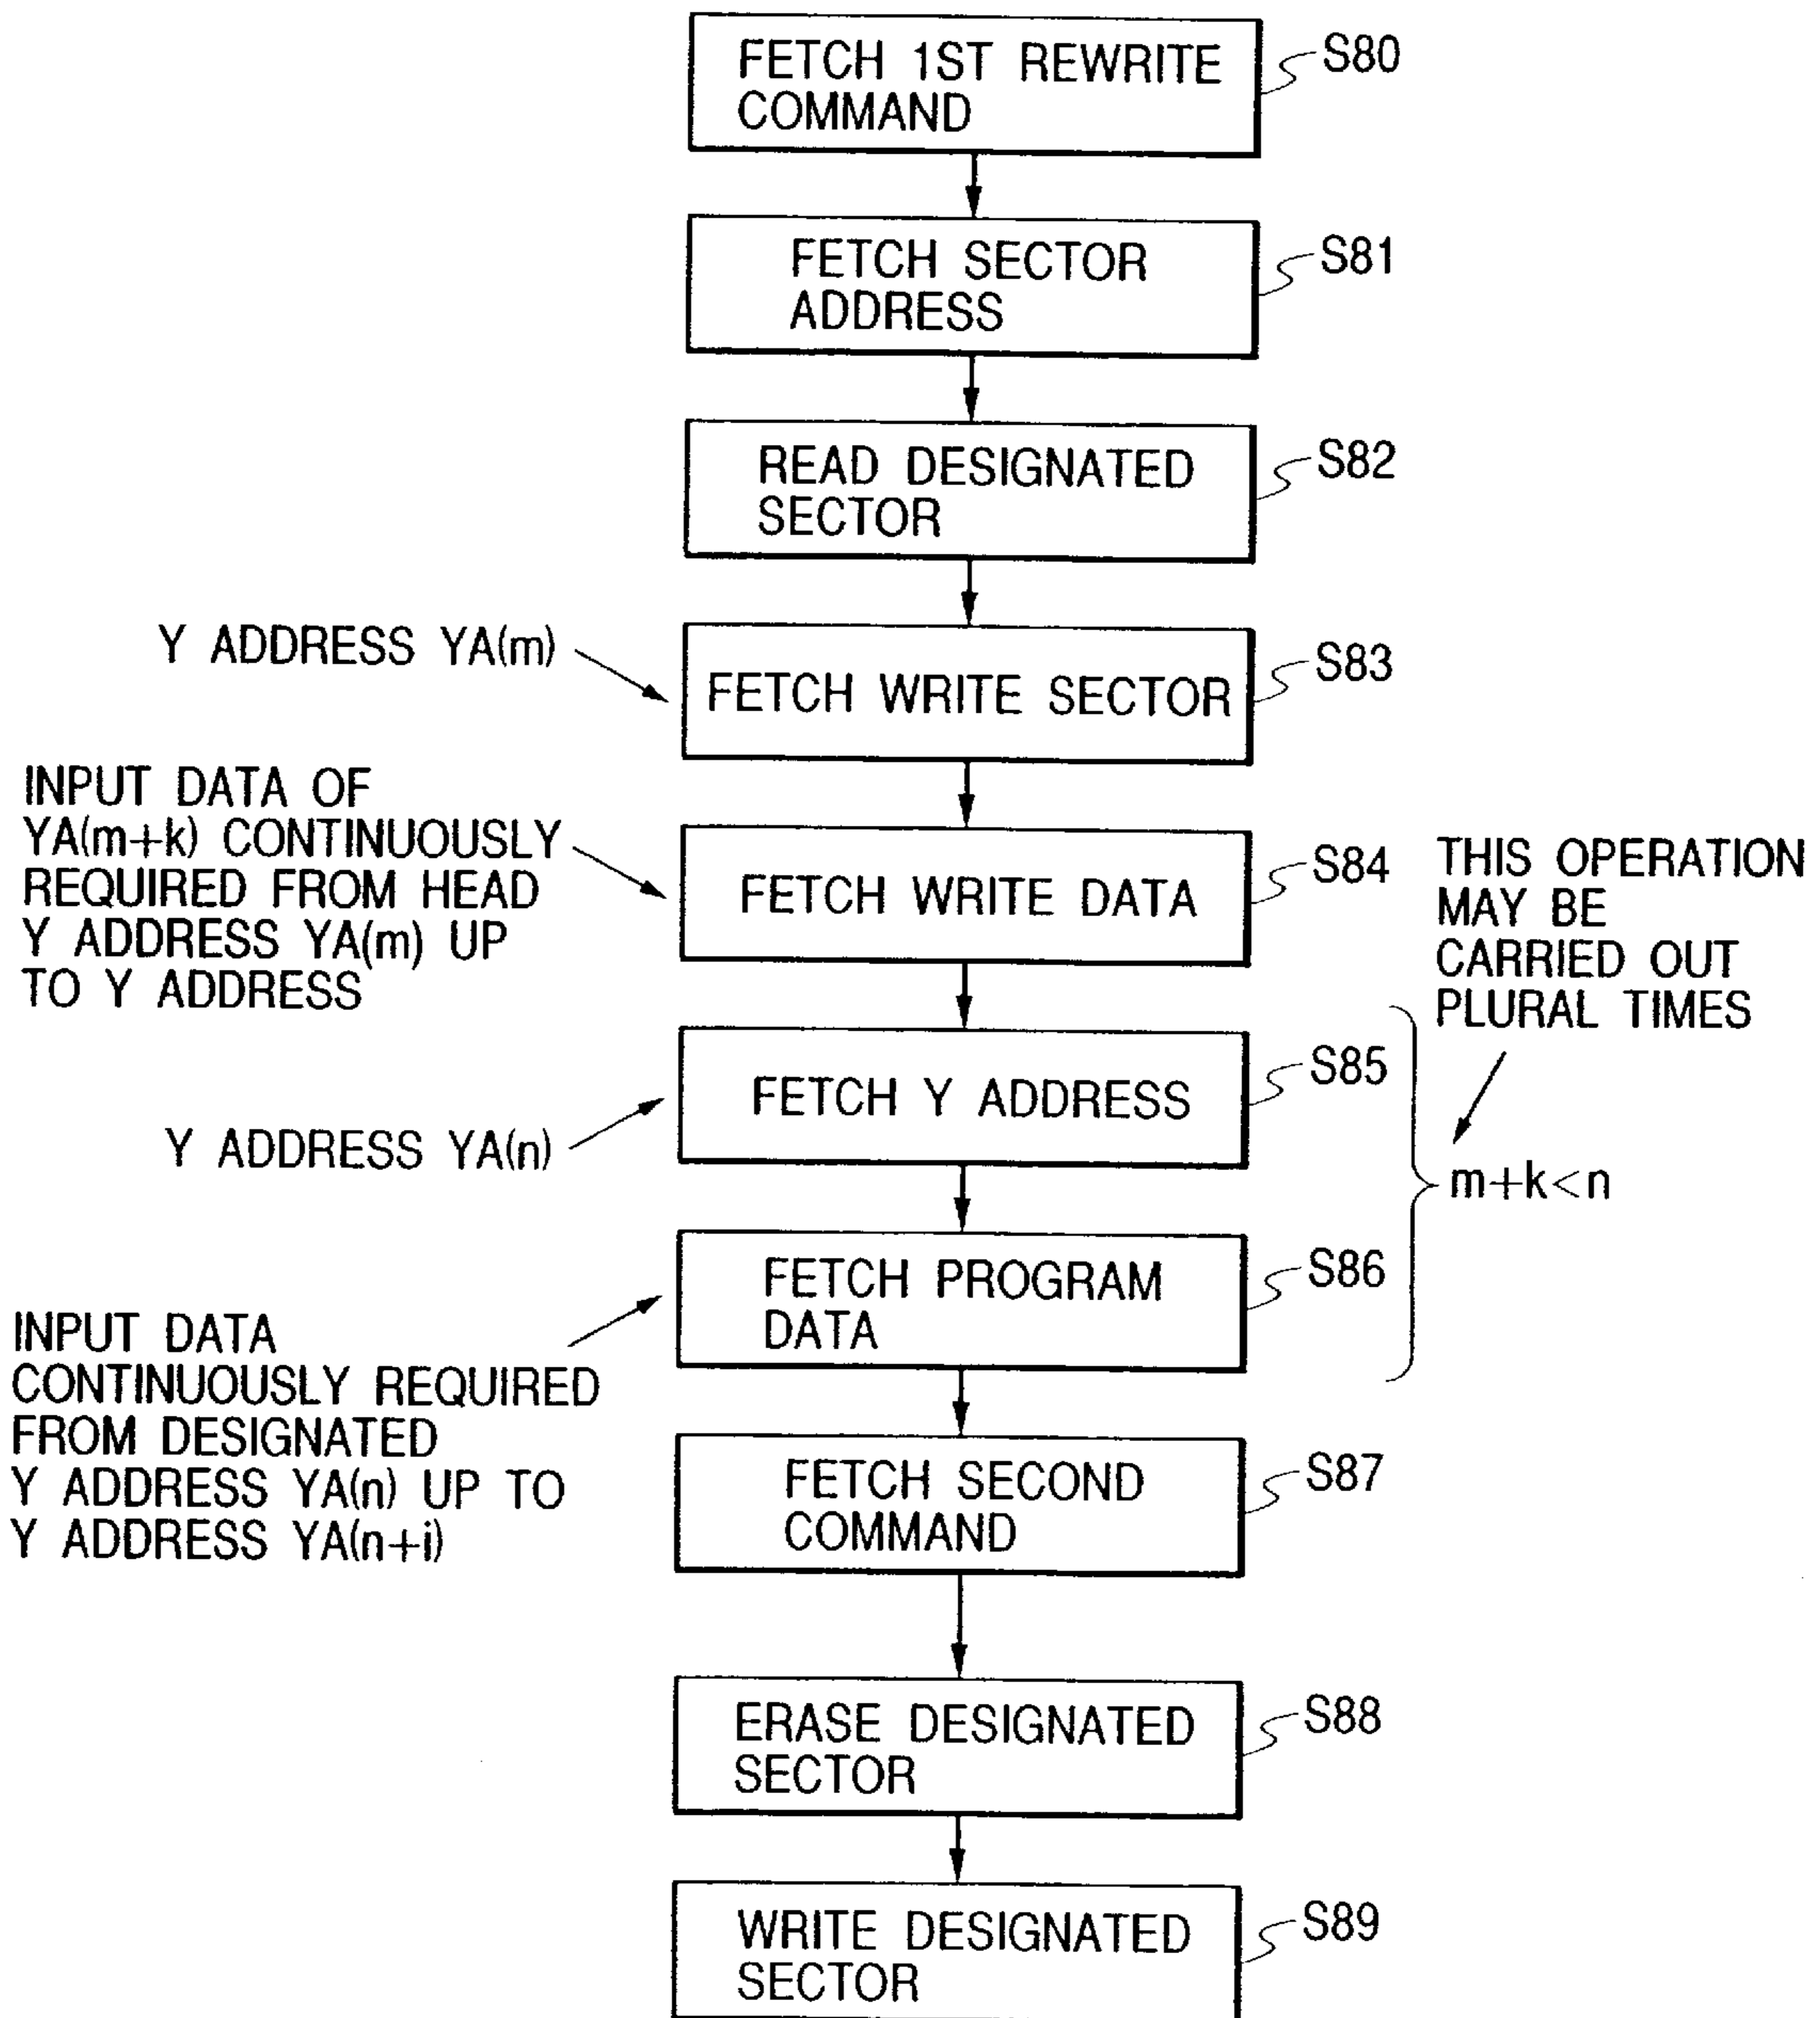 FETCH 1ST REWRITE
COMMAND
S80
FETCH SECTOR
ADDRESS
S81
READ DESIGNATED
SECTOR
S82
Y ADDRESS YA(m)
FETCH WRITE SECTOR
S83
INPUT DATA OF
YA(m+k) CONTINUOUSLY
REQUIRED FROM HEAD
Y ADDRESS YA(m) UP
TO Y ADDRESS
FETCH WRITE DATA
S84
THIS OPERATION
MAY BE
CARRIED OUT
PLURAL TIMES
FETCH Y ADDRESS
S85
Y ADDRESS YA(n)
m+k<n
FETCH PROGRAM
DATA
S86
INPUT DATA
CONTINUOUSLY REQUIRED
FROM DESIGNATED
Y ADDRESS YA(n) UP TO
Y ADDRESS YA(n+i)
FETCH SECOND
COMMAND
S87
ERASE DESIGNATED
SECTOR
S88
WRITE DESIGNATED
SECTOR
S89